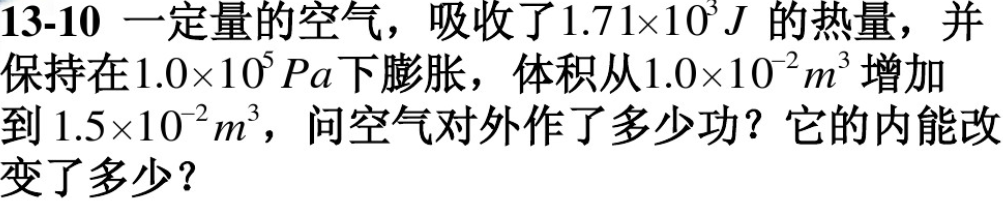 13-10 一定量的空气，吸收了1.71×10³J 的热量，并
保持在1.0×10⁵Pa下膨胀，体积从1.0×10⁻²m³增加
到1.5×10⁻²m³，问空气对外作了多少功？它的内能改
变了多少？